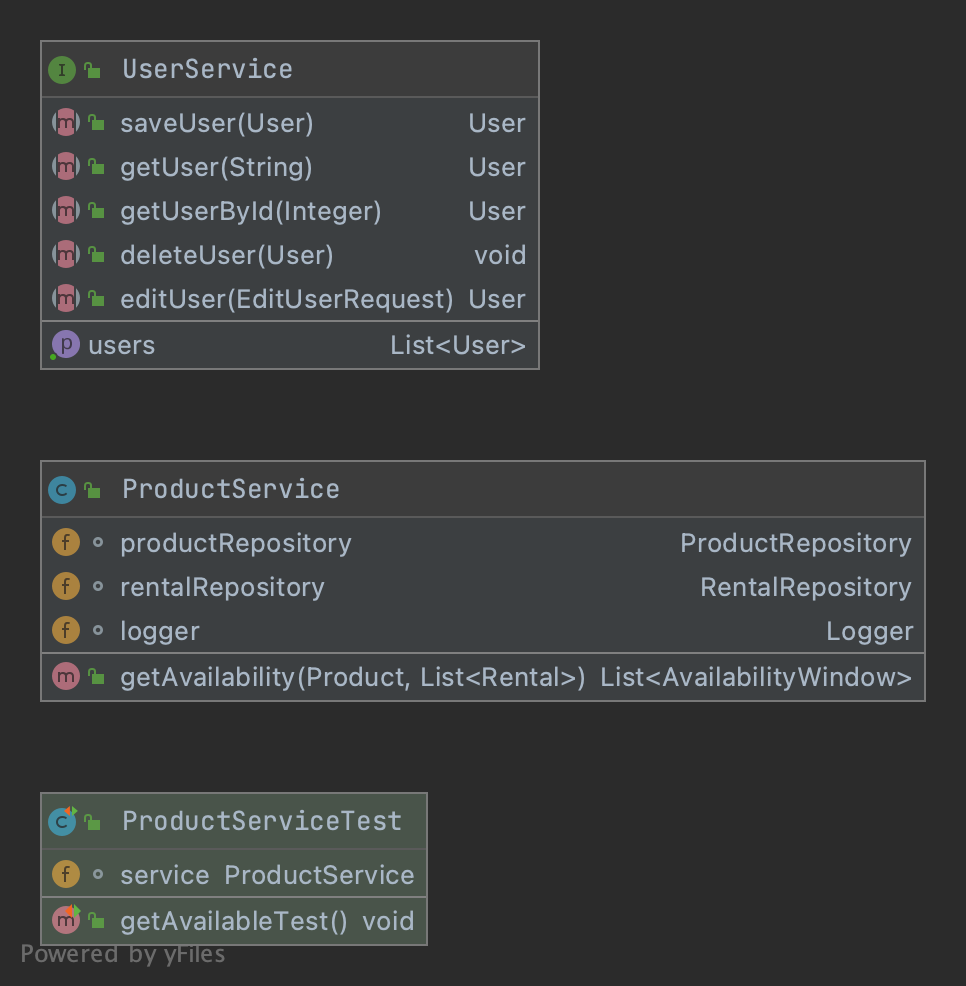 I UserService
m saveUser(User) User
m getUser(String) User
m getUserById(Integer) User
m deleteUser(User) void
m editUser(EditUserRequest) User
p users List<User>
C ProductService
f productRepository ProductRepository
f rentalRepository RentalRepository
f logger Logger
m getAvailability(Product, List<Rental>) List<AvailabilityWindow>
C ProductServiceTest
f service ProductService
m getAvailableTest() void
Powered by yFiles